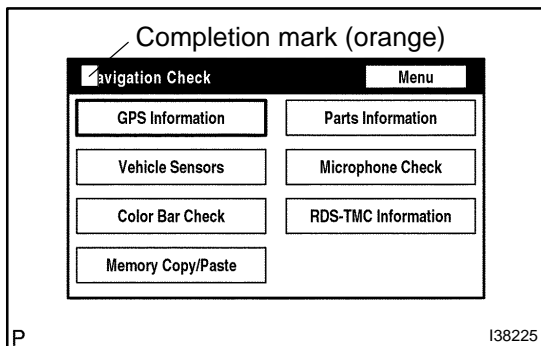 Completion mark (orange)
avigation Check
Menu
GPS Information
Parts Information
Vehicle Sensors
Microphone Check
Color Bar Check
RDS-TMC Information
Memory Copy/Paste
P
I38225